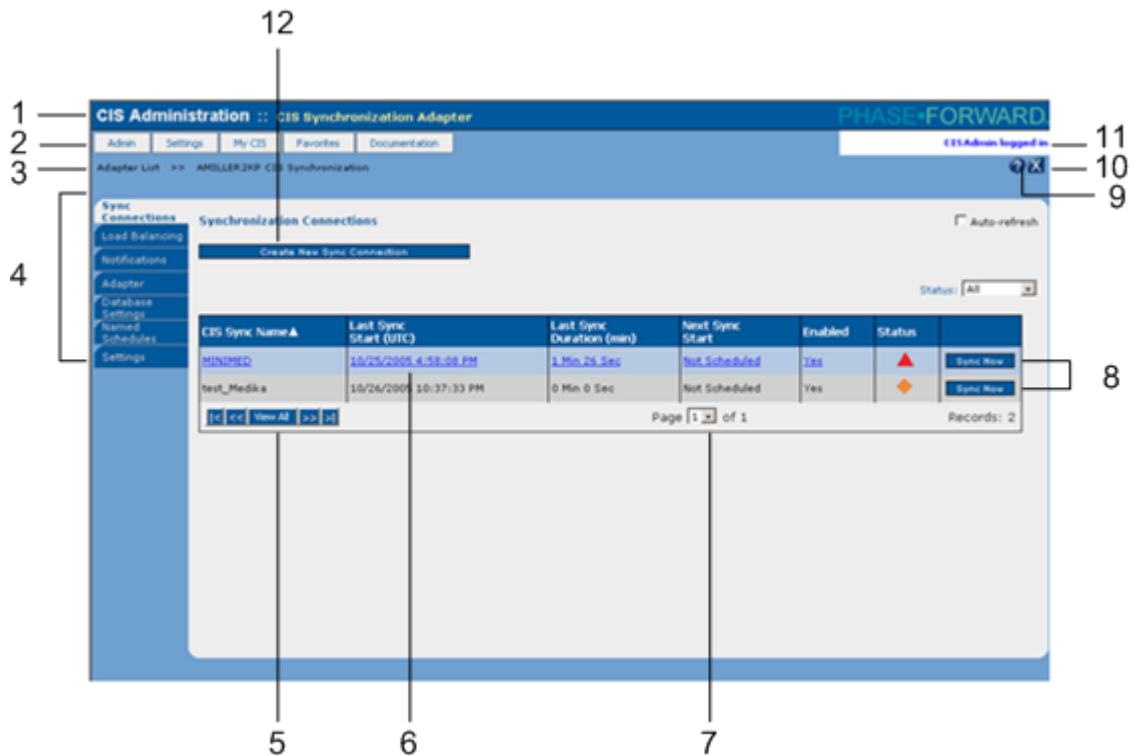 12
1
CIS Administration :: CIS Synchronization Adapter
PHASE•FORWARD.
2
Admin Settings My CIS Favorites Documentation
CISAdmin logged in
11
3
Adapter List >> AMILLER2KP CIS Synchronization
? X
10
9
4
Sync
Connections
Load Balancing
Notifications
Adapter
Database
Settings
Named
Schedules
Settings
Synchronization Connections
Auto-refresh
Create New Sync Connection
Status: All
CIS Sync Name▲ Last Sync Start (UTC) Last Sync Duration (min) Next Sync Start Enabled Status
MINIMED 10/25/2005 4:58:08 PM 1 Min 26 Sec Not Scheduled Yes Sync Now
test_Medika 10/26/2005 10:37:33 PM 0 Min 0 Sec Not Scheduled Yes Sync Now
8
|< << View All >> >| Page 1 of 1 Records: 2
5
6
7